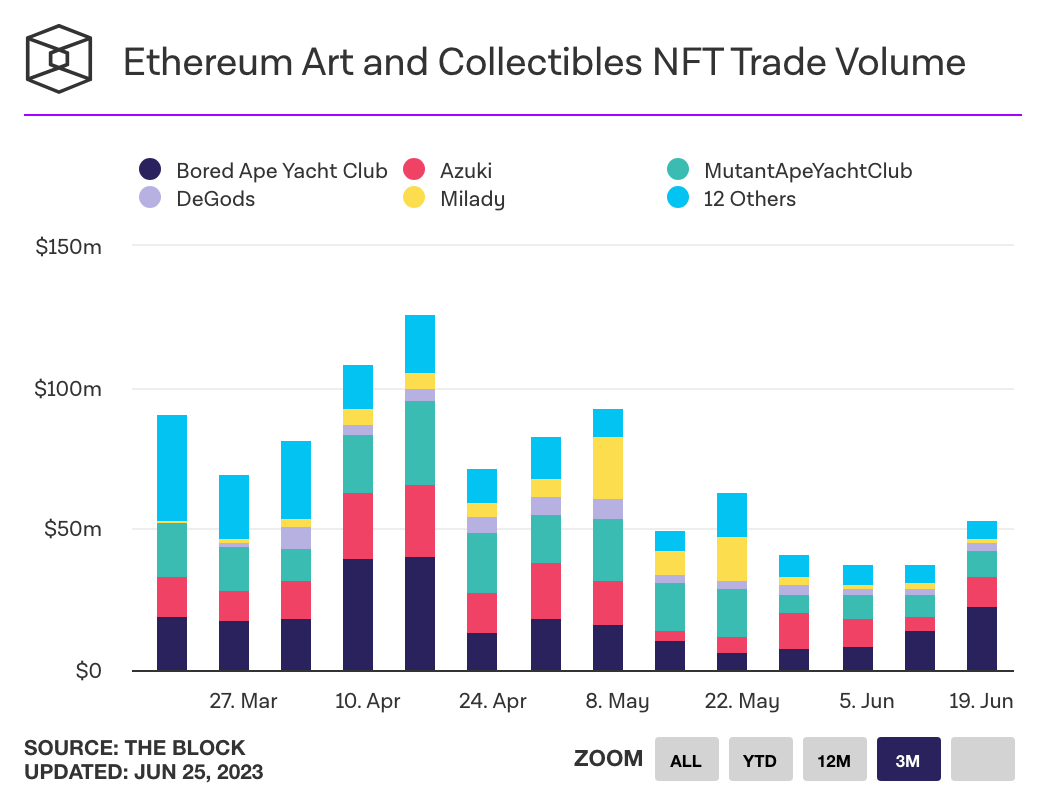 Ethereum Art and Collectibles NFT Trade Volume
Bored Ape Yacht Club Azuki MutantApeYachtClub
DeGods Milady 12 Others
$150m
$100m
$50m
$0
27. Mar 10. Apr 24. Apr 8. May 22. May 5. Jun 19. Jun
SOURCE: THE BLOCK
UPDATED: JUN 25, 2023
ZOOM ALL YTD 12M 3M